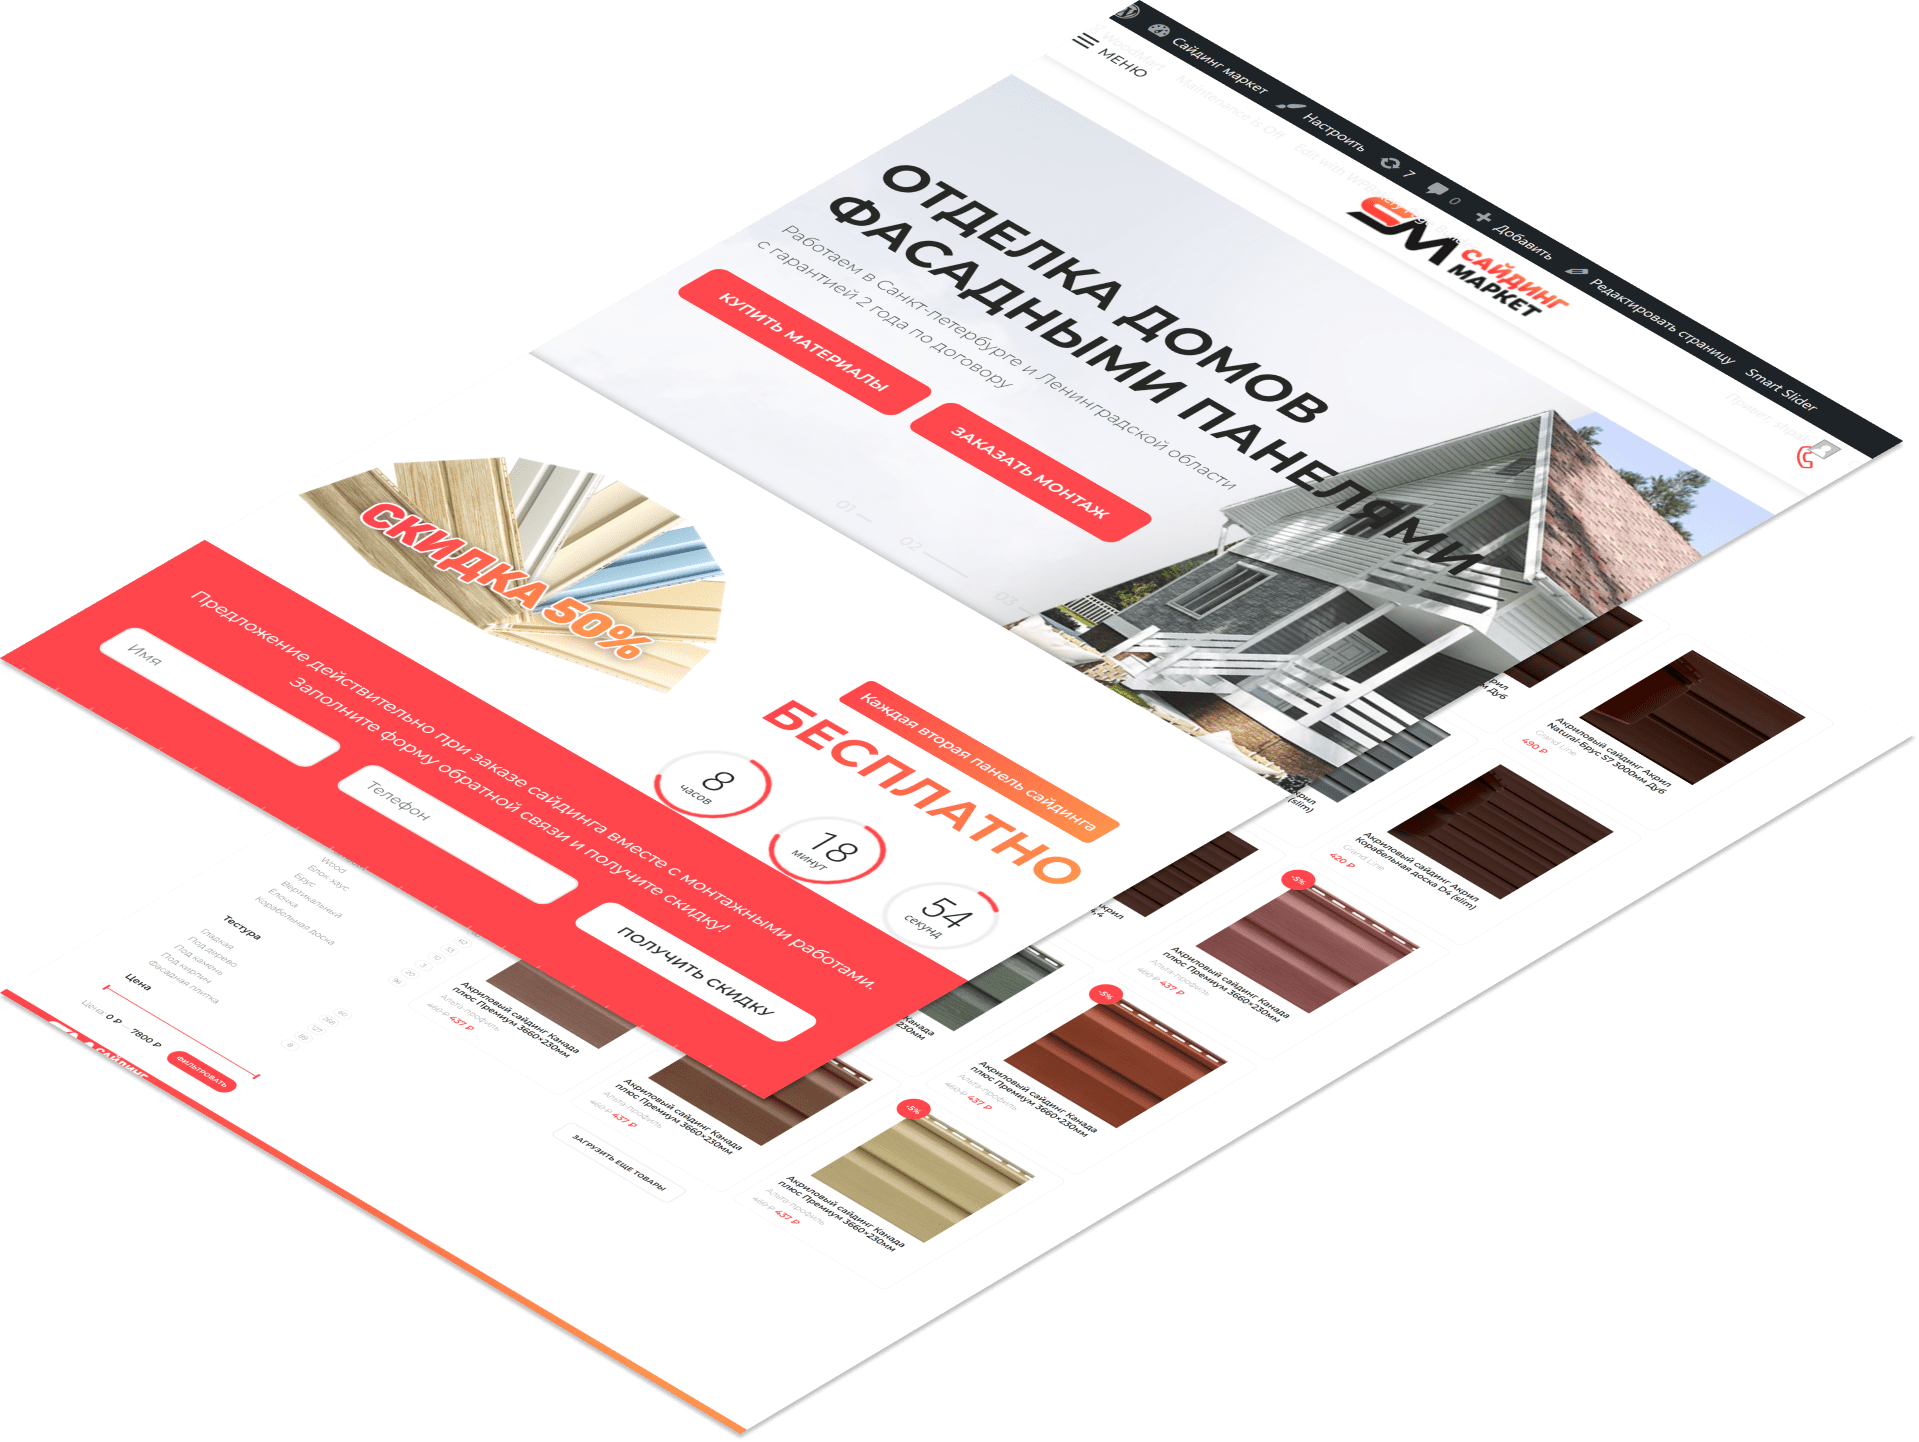 Сайдинг маркет
Настроить
7
0
Добавить
Редактировать страницу
Smart Slider
WoodMart
Maintenance is Off
МЕНЮ
SM САЙДИНГ
МАРКЕТ
ОТДЕЛКА ДОМОВ
ФАСАДНЫМИ ПАНЕЛЯМИ
Работаем в Санкт-петербурге и Ленинградской области
с гарантией 2 года по договору
КУПИТЬ МАТЕРИАЛЫ
ЗАКАЗАТЬ МОНТАЖ
01
02
03
СКИДКА 50%
Каждая вторая панель сайдинга
БЕСПЛАТНО
8
часов
18
минут
54
секунд
Предложение действительно при заказе сайдинга вместе с монтажными работами.
Заполните форму обратной связи и получите скидку!
Имя
Телефон
ПОЛУЧИТЬ СКИДКУ
Блок хаус
Брус
Вертикальный
Елочка
Корабельная доска
Тестура
Гладкая
Под дерево
Под камень
Под кирпич
Фасадная плитка
Цена
Цена: 0 ₽ — 7800 ₽
ФИЛЬТРОВАТЬ
Акриловый сайдинг Акрил
Natural-Брус S7 3000мм Дуб
Grand Line
490 ₽
Акриловый сайдинг Акрил
Корабельная доска D4 (slim)
Grand Line
420 ₽
-5%
Акриловый сайдинг Канада
плюс Премиум 3660×230мм
Альта-профиль
460 ₽ 437 ₽
-5%
Акриловый сайдинг Канада
плюс Премиум 3660×230мм
Альта-профиль
460 ₽ 437 ₽
-5%
Акриловый сайдинг Канада
плюс Премиум 3660×230мм
Альта-профиль
460 ₽ 437 ₽
Акриловый сайдинг Канада
плюс Премиум 3660×230мм
Альта-профиль
460 ₽ 437 ₽
Акриловый сайдинг Канада
плюс Премиум 3660×230мм
Альта-профиль
460 ₽ 437 ₽
ЗАГРУЗИТЬ ЕЩЕ ТОВАРЫ